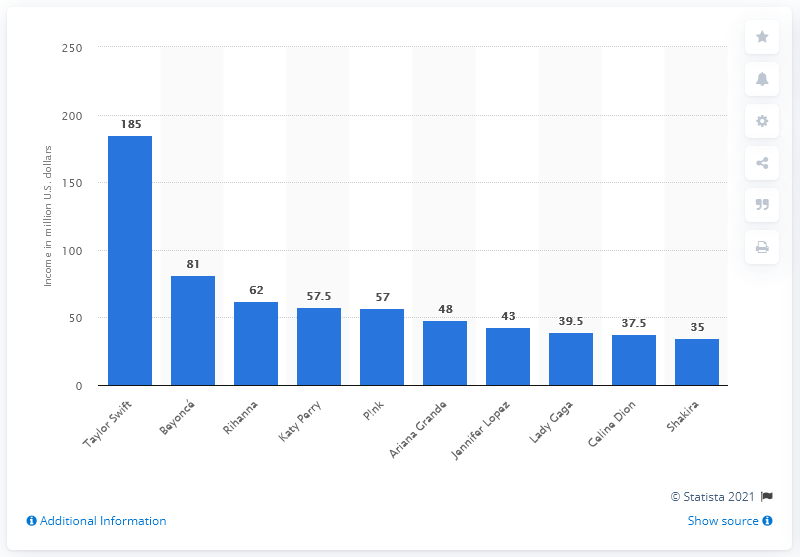 Income in million U.S. dollars
250
200
150
100
50
0
185
81
62
57.5
57
48
43
39.5
37.5
35
Taylor Swift
Beyoncé
Rihanna
Katy Perry
P!nk
Ariana Grande
Jennifer Lopez
Lady Gaga
Celine Dion
Shakira
© Statista 2021
Additional Information
Show source